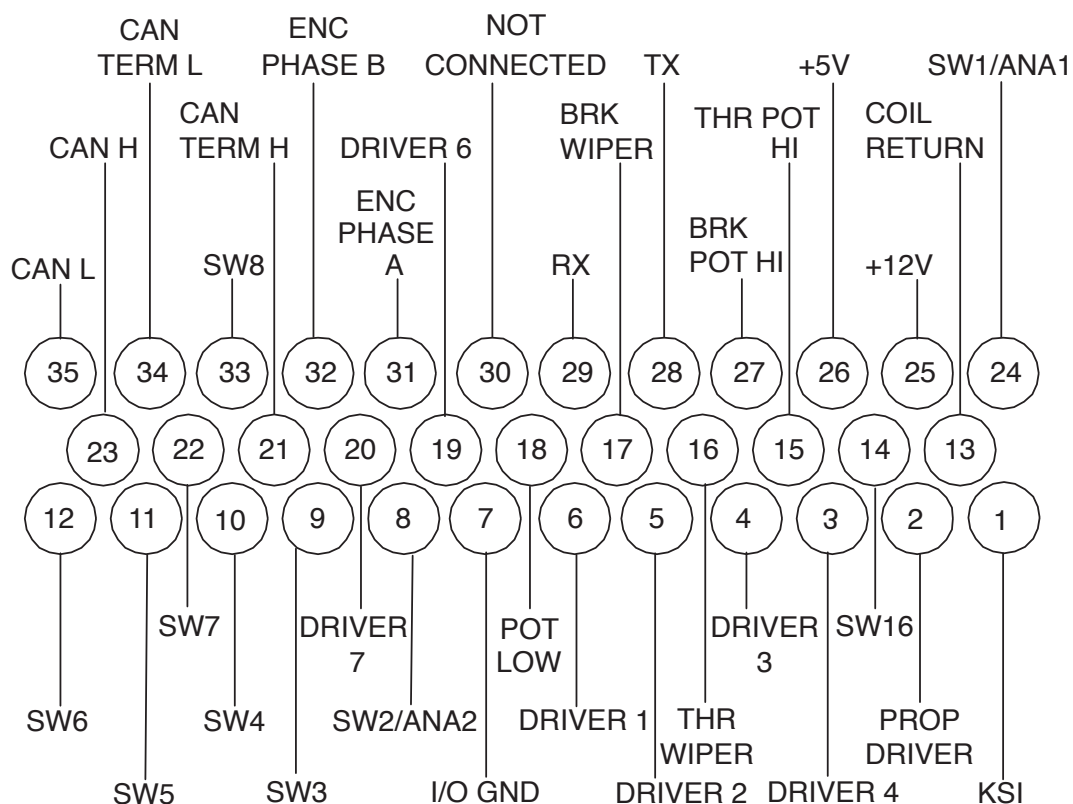 CAN
TERM L
ENC
PHASE B
NOT
CONNECTED
TX
+5V
SW1/ANA1
CAN H
CAN
TERM H
DRIVER 6
BRK
WIPER
THR POT
HI
COIL
RETURN
CAN L
SW8
ENC
PHASE
A
RX
BRK
POT HI
+12V
35 34 33 32 31 30 29 28 27 26 25 24
23 22 21 20 19 18 17 16 15 14 13
12 11 10 9 8 7 6 5 4 3 2 1
SW7
DRIVER
7
POT
LOW
DRIVER
3
SW16
SW6
SW4
SW2/ANA2
DRIVER 1
THR
WIPER
PROP
DRIVER
SW5
SW3
I/O GND
DRIVER 2
DRIVER 4
KSI